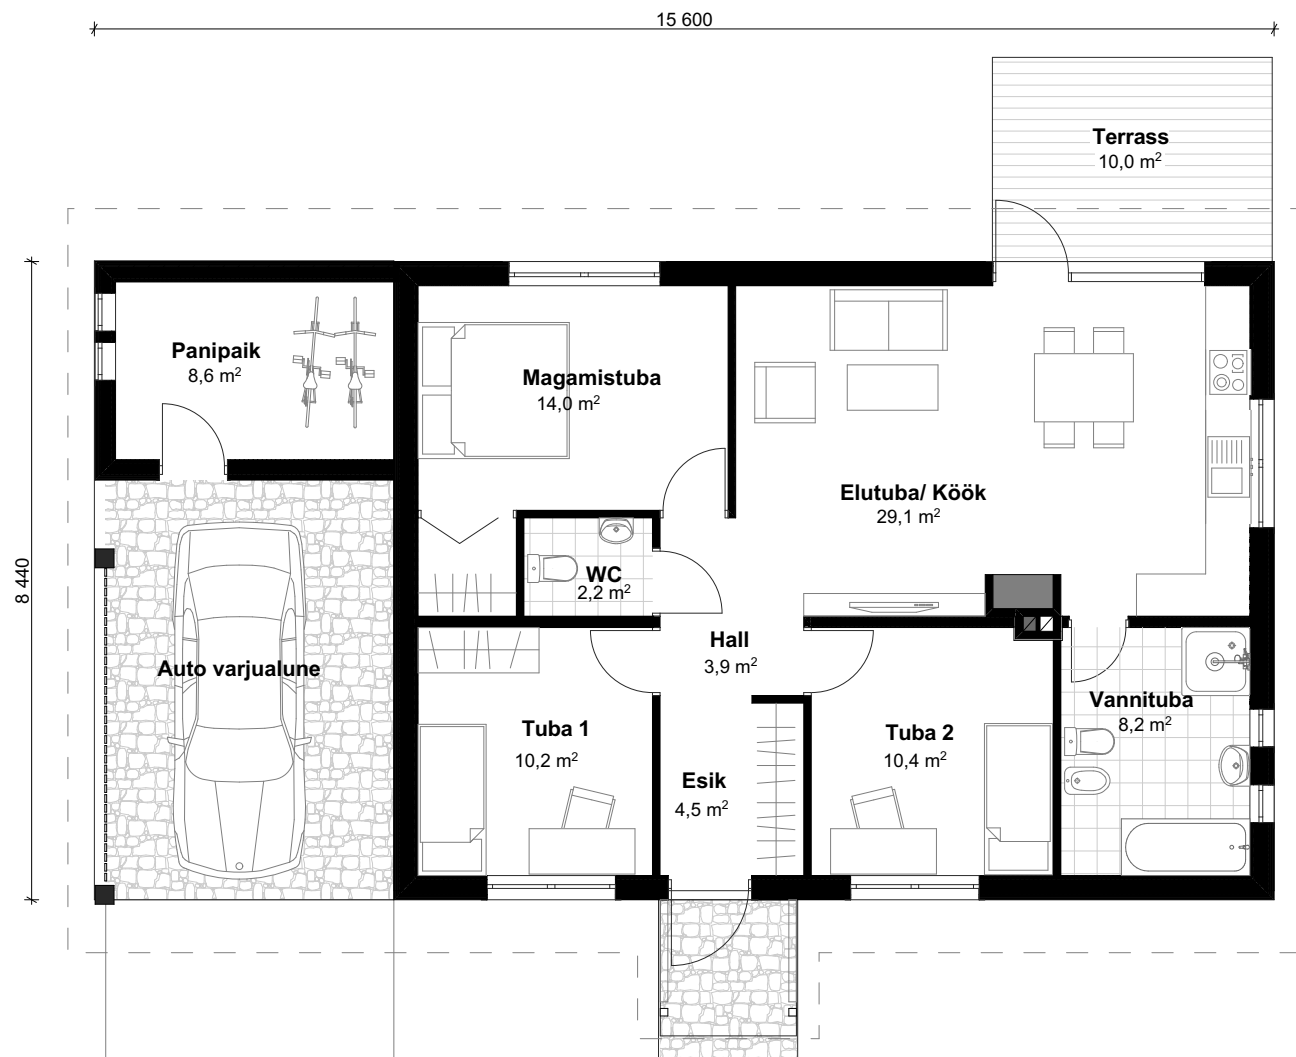 15 600
Terrass
10,0 m²
Panipaik
8,6 m²
Magamistuba
14,0 m²
Elutuba/ Köök
29,1 m²
8 440
WC
2,2 m²
Hall
3,9 m²
Auto varjualune
Vannituba
8,2 m²
Tuba 1
10,2 m²
Tuba 2
10,4 m²
Esik
4,5 m²